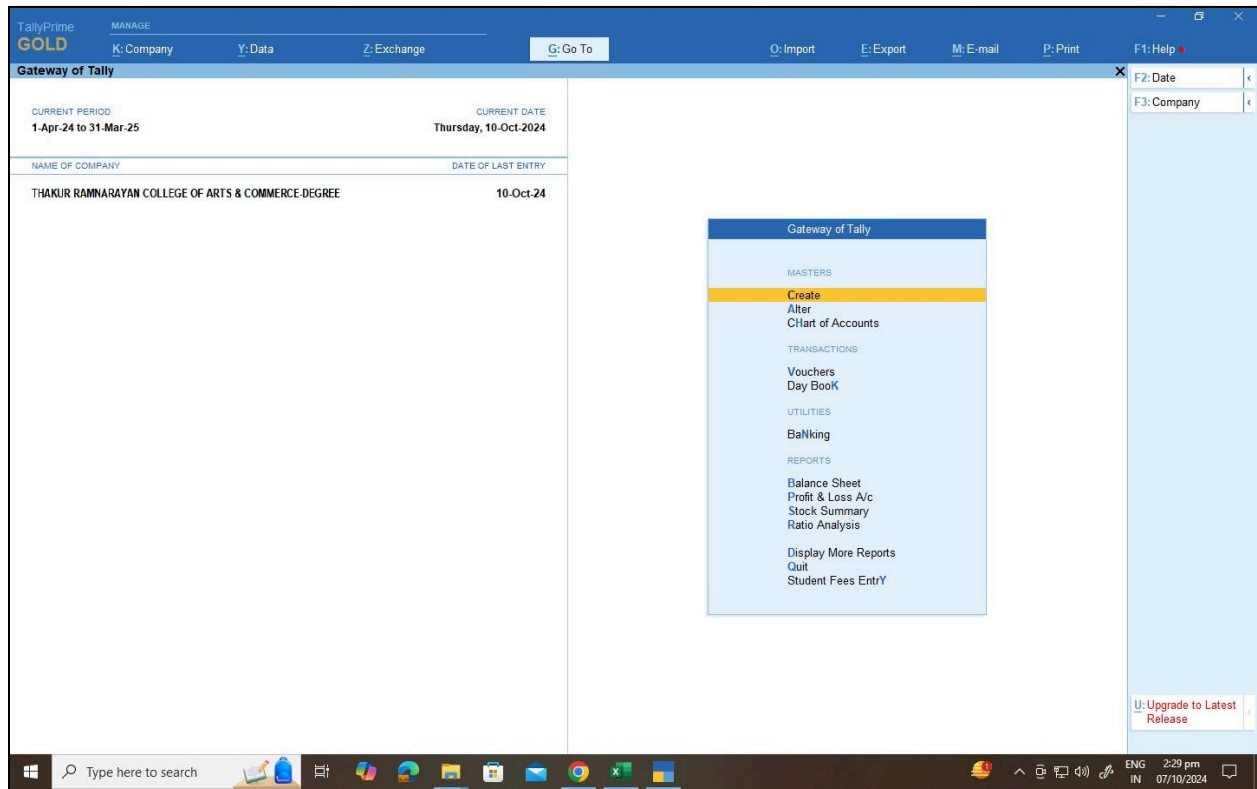 TallyPrime
GOLD
MANAGE
K: Company Y: Data Z: Exchange G: Go To O: Import E: Export M: E-mail P: Print F1: Help
Gateway of Tally
CURRENT PERIOD CURRENT DATE
1-Apr-24 to 31-Mar-25 Thursday, 10-Oct-2024
NAME OF COMPANY DATE OF LAST ENTRY
THAKUR RAMNARAYAN COLLEGE OF ARTS & COMMERCE-DEGREE 10-Oct-24
Gateway of Tally
MASTERS
Create
Alter
CHart of Accounts
TRANSACTIONS
Vouchers
Day BooK
UTILITIES
BaNking
REPORTS
Balance Sheet
Profit & Loss A/c
Stock Summary
Ratio Analysis
Display More Reports
Quit
Student Fees EntrY
F2: Date
F3: Company
U: Upgrade to Latest
Release
Type here to search
ENG 2:29 pm
IN 07/10/2024